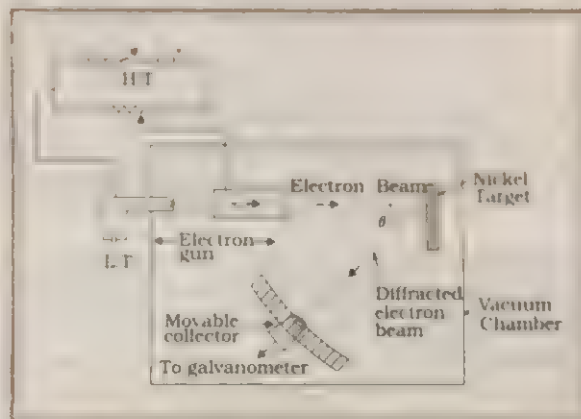 H T
Electron Beam
Nickel
Target
θ
Electron
gun
L T
Diffracted
electron
beam
Vacuum
Chamber
Movable
collector
To galvanometer